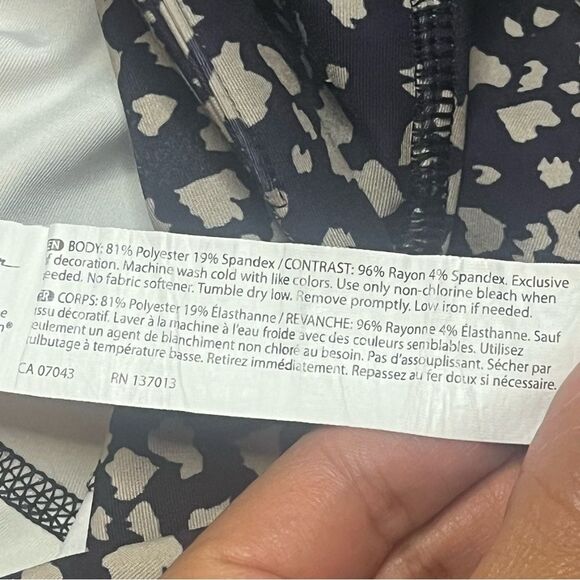 EN BODY: 81% Polyester 19% Spandex / CONTRAST: 96% Rayon 4% Spandex. Exclusive
f decoration. Machine wash cold with like colors. Use only non-chlorine bleach when
eeded. No fabric softener. Tumble dry low. Remove promptly. Low iron if needed.
FR CORPS: 81% Polyester 19% Élasthanne / REVANCHE: 96% Rayonne 4% Élasthanne. Sauf
issu décoratif. Laver à la machine à l'eau froide avec des couleurs semblables. Utilisez
eulement un agent de blanchiment non chloré au besoin. Pas d'assouplissant. Sécher par
ulbutage à température basse. Retirez immédiatement. Repassez au fer doux si nécessaire.
CA 07043 RN 137013